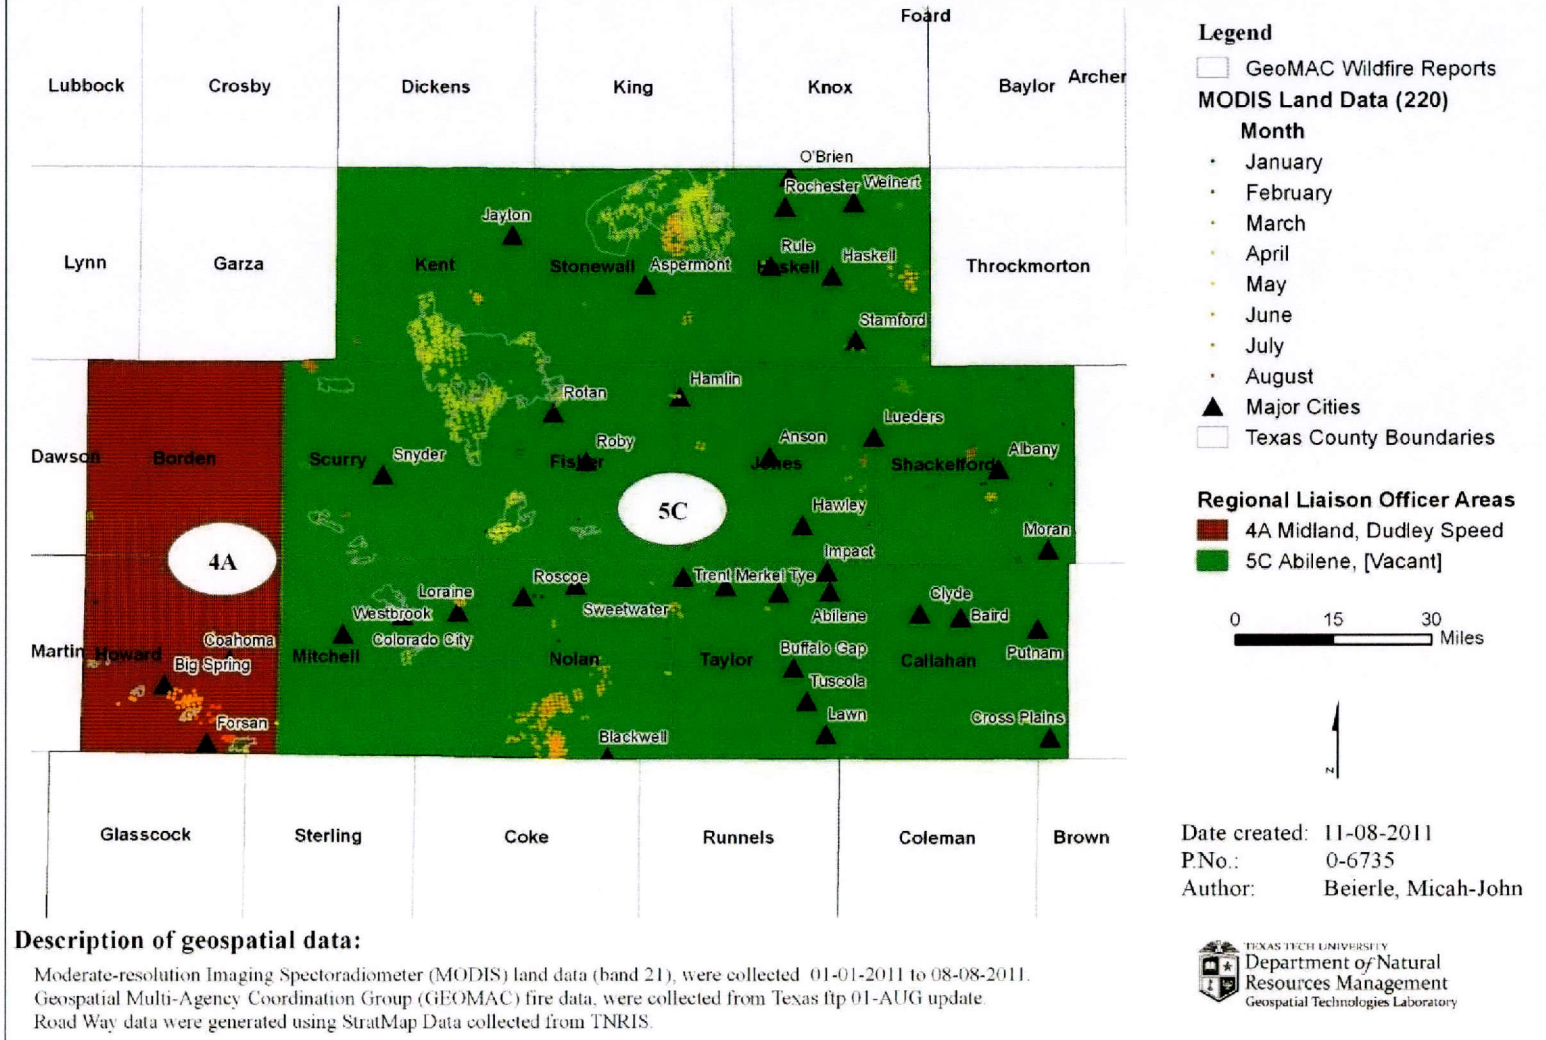 Foard
Lubbock
Crosby
Dickens
King
Knox
Baylor
Archer
O'Brien
Rochester
Weinert
Jayton
Lynn
Garza
Kent
Stonewall
Aspermont
Rule
Haskell
Haskell
Throckmorton
Stamford
Rotan
Hamlin
Lueders
Dawson
Borden
Scurry
Snyder
Fisher
Roby
Anson
Jones
Shackelford
Albany
5C
Hawley
Moran
4A
Impact
Roscoe
Trent
Merkel
Tye
Loraine
Westbrook
Sweetwater
Abilene
Clyde
Baird
Colorado City
Martin
Howard
Coahoma
Big Spring
Mitchell
Nolan
Taylor
Buffalo Gap
Callahan
Putnam
Tuscola
Forsan
Lawn
Cross Plains
Blackwell
Glasscock
Sterling
Coke
Runnels
Coleman
Brown
Legend
GeoMAC Wildfire Reports
MODIS Land Data (220)
Month
January
February
March
April
May
June
July
August
Major Cities
Texas County Boundaries
Regional Liaison Officer Areas
4A Midland, Dudley Speed
5C Abilene, [Vacant]
0 15 30
Miles
N
Date created: 11-08-2011
P.No.: 0-6735
Author: Beierle, Micah-John
Description of geospatial data:
Moderate-resolution Imaging Spectoradiometer (MODIS) land data (band 21), were collected 01-01-2011 to 08-08-2011.
Geospatial Multi-Agency Coordination Group (GEOMAC) fire data, were collected from Texas ftp 01-AUG update.
Road Way data were generated using StratMap Data collected from TNRIS.
TEXAS TECH UNIVERSITY
Department of Natural
Resources Management
Geospatial Technologies Laboratory